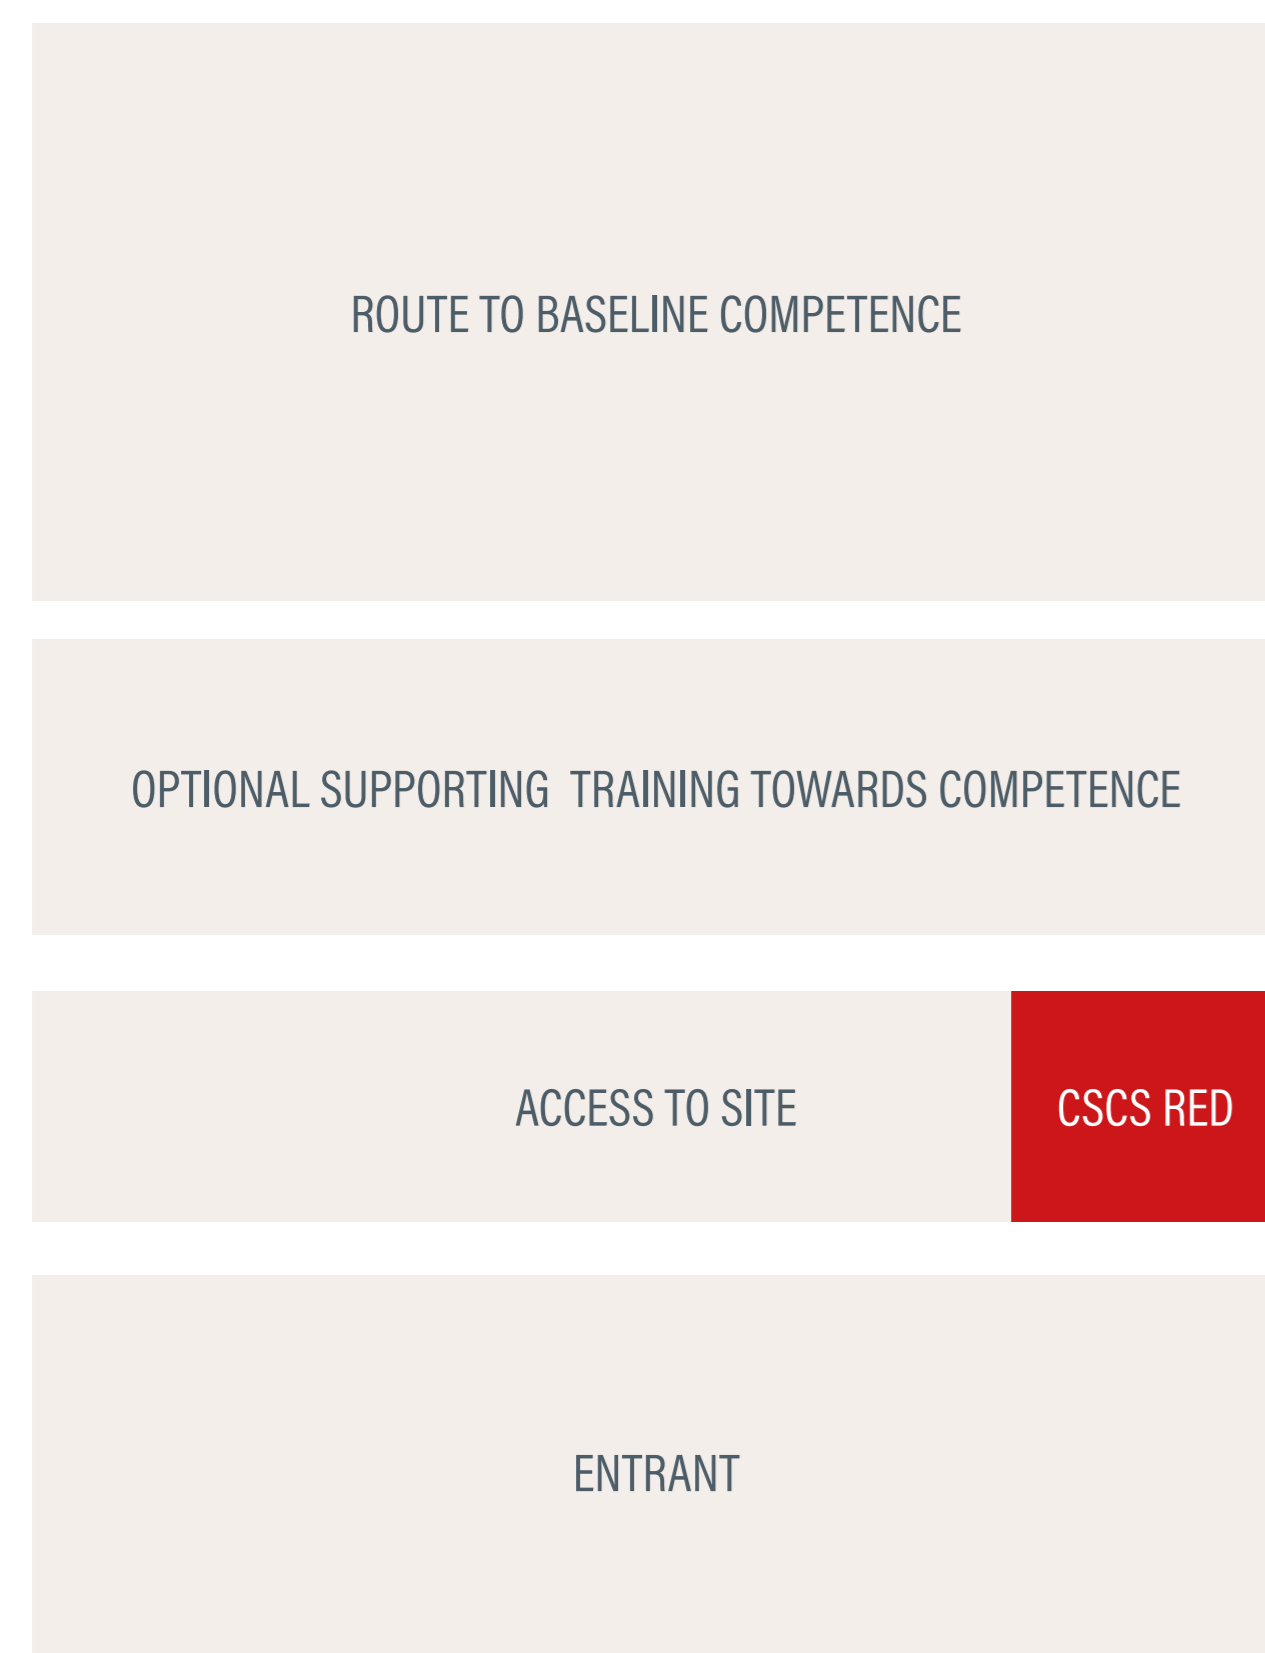 ROUTE TO BASELINE COMPETENCE
OPTIONAL SUPPORTING TRAINING TOWARDS COMPETENCE
ACCESS TO SITE
CSCS RED
ENTRANT